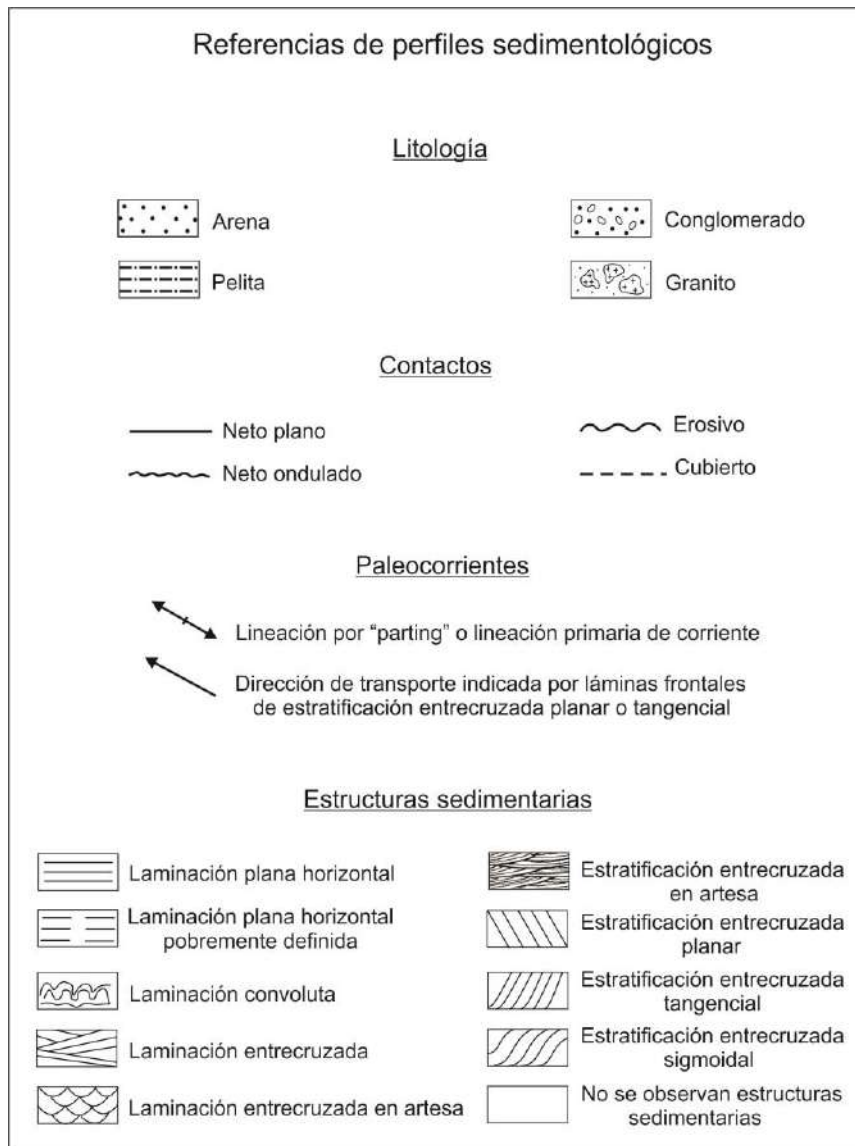 Referencias de perfiles sedimentológicos
Litología
Arena
Conglomerado
Pelita
Granito
Contactos
Neto plano
Erosivo
Neto ondulado
Cubierto
Paleocorrientes
Lineación por “parting” o lineación primaria de corriente
Dirección de transporte indicada por láminas frontales
de estratificación entrecruzada planar o tangencial
Estructuras sedimentarias
Laminación plana horizontal
Laminación plana horizontal
pobremente definida
Laminación convoluta
Laminación entrecruzada
Laminación entrecruzada en artesa
Estratificación entrecruzada
en artesa
Estratificación entrecruzada
planar
Estratificación entrecruzada
tangencial
Estratificación entrecruzada
sigmoidal
No se observan estructuras
sedimentarias